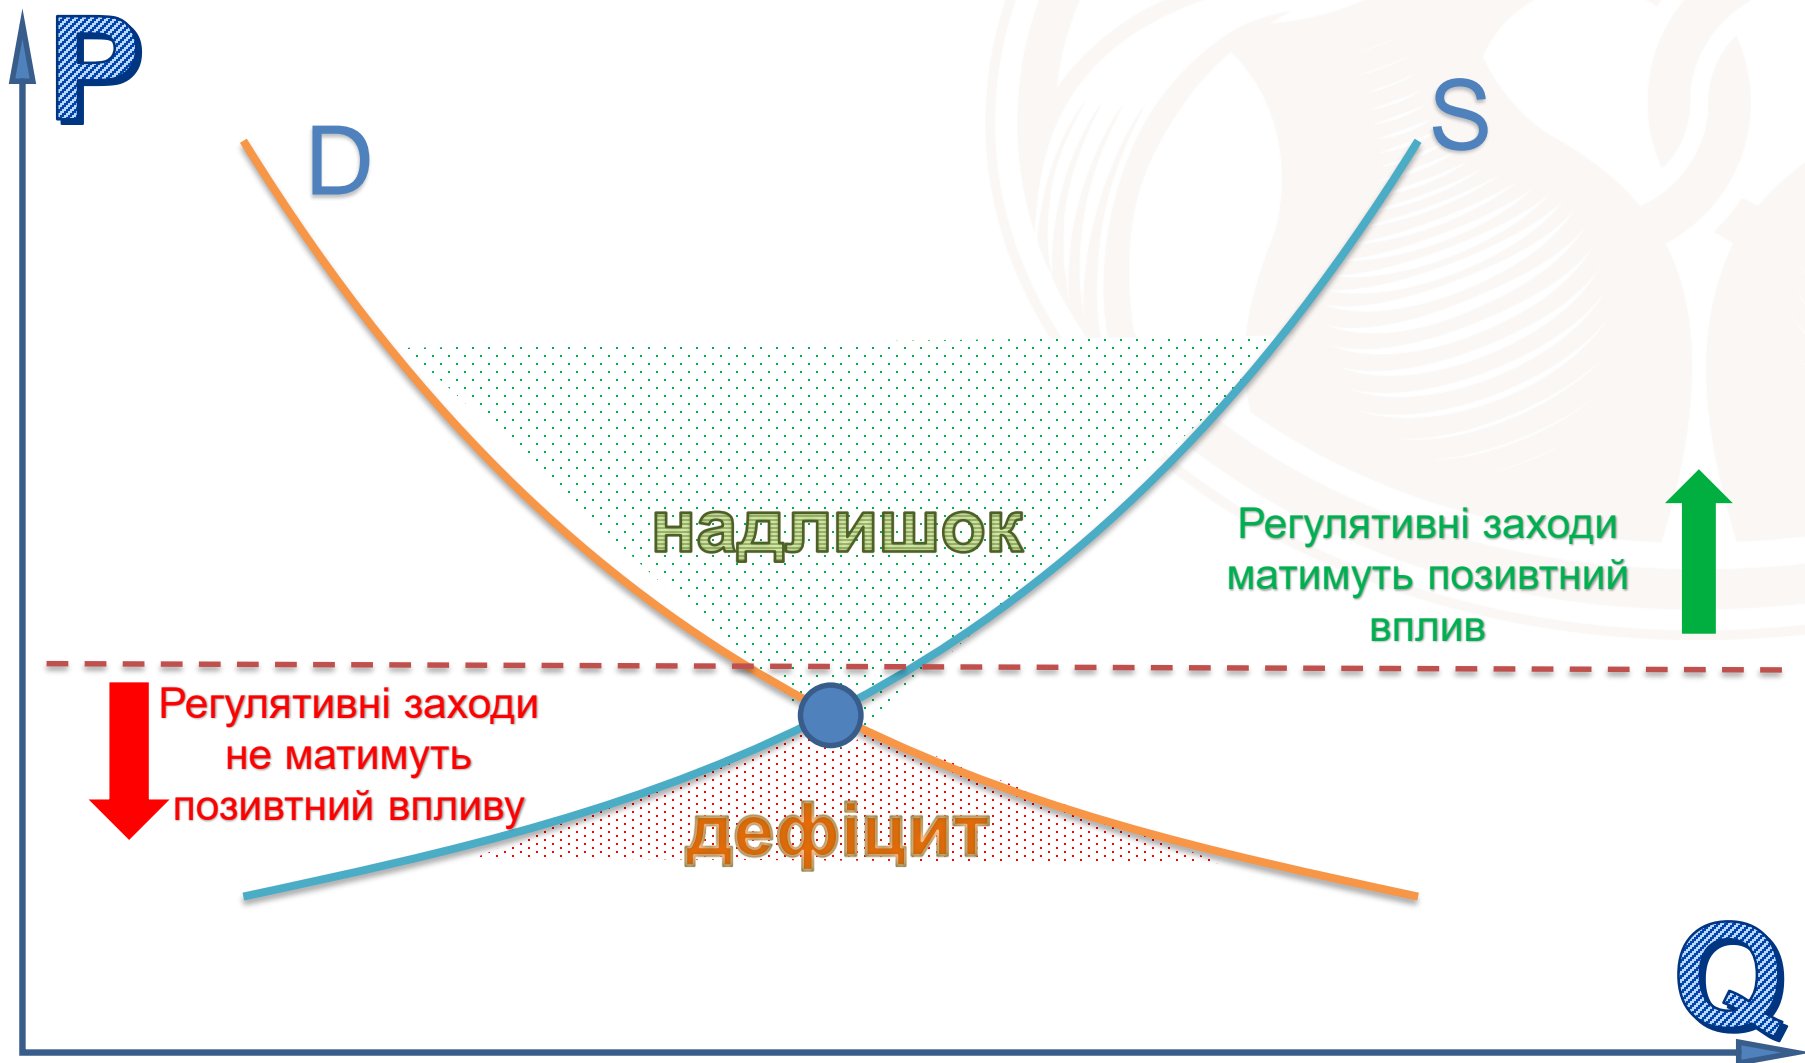 P
D
S
надлишок
Регулятивні заходи
матимуть позивтний
вплив
Регулятивні заходи
не матимуть
позивтний впливу
дефіцит
Q